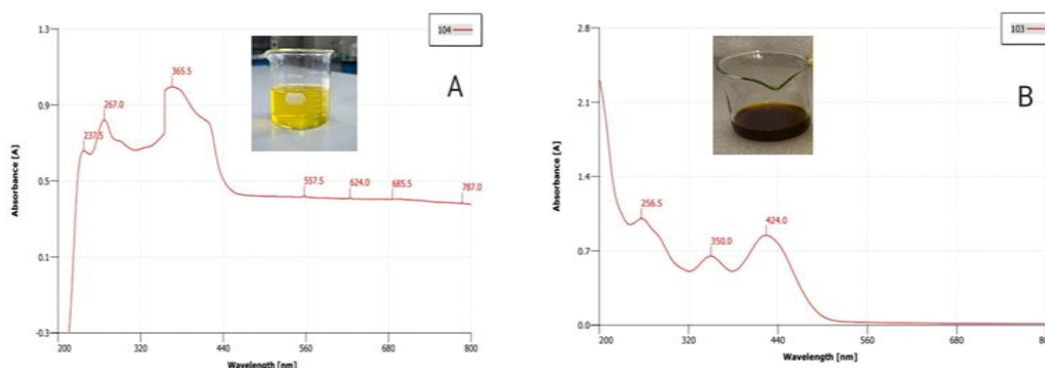 104
A
1.3
0.9
0.5
0.1
-0.3
Absorbance [A]
237.5
267.0
365.5
557.5
624.0
685.5
787.0
200 320 440 560 680 800
Wavelength [nm]
103
B
2.8
2.1
1.4
0.7
0.0
Absorbance [A]
256.5
350.0
424.0
200 320 440 560 680 80
Wavelength [nm]